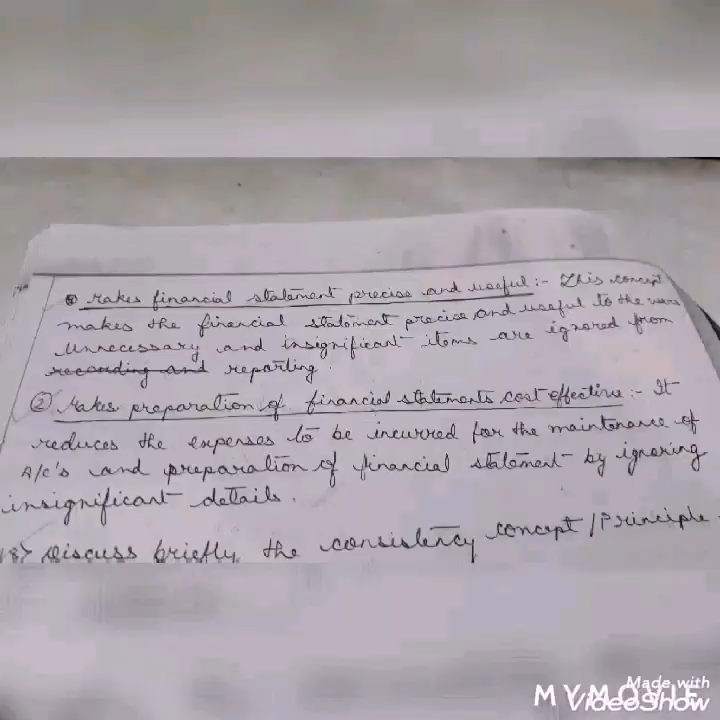 ① Makes financial statement precise and useful :- This concept
makes the financial statement precise and useful to the users
Unnecessary and insignificant items are ignored from
recording and reporting.
② Makes preparation of financial statements cost effective :- It
reduces the expenses to be incurred for the maintenance of
A/c's and preparation of financial statement by ignoring
insignificant details.
18> Discuss briefly the consistency concept / Principle.
Made with
MYMOVIE
VideoShow